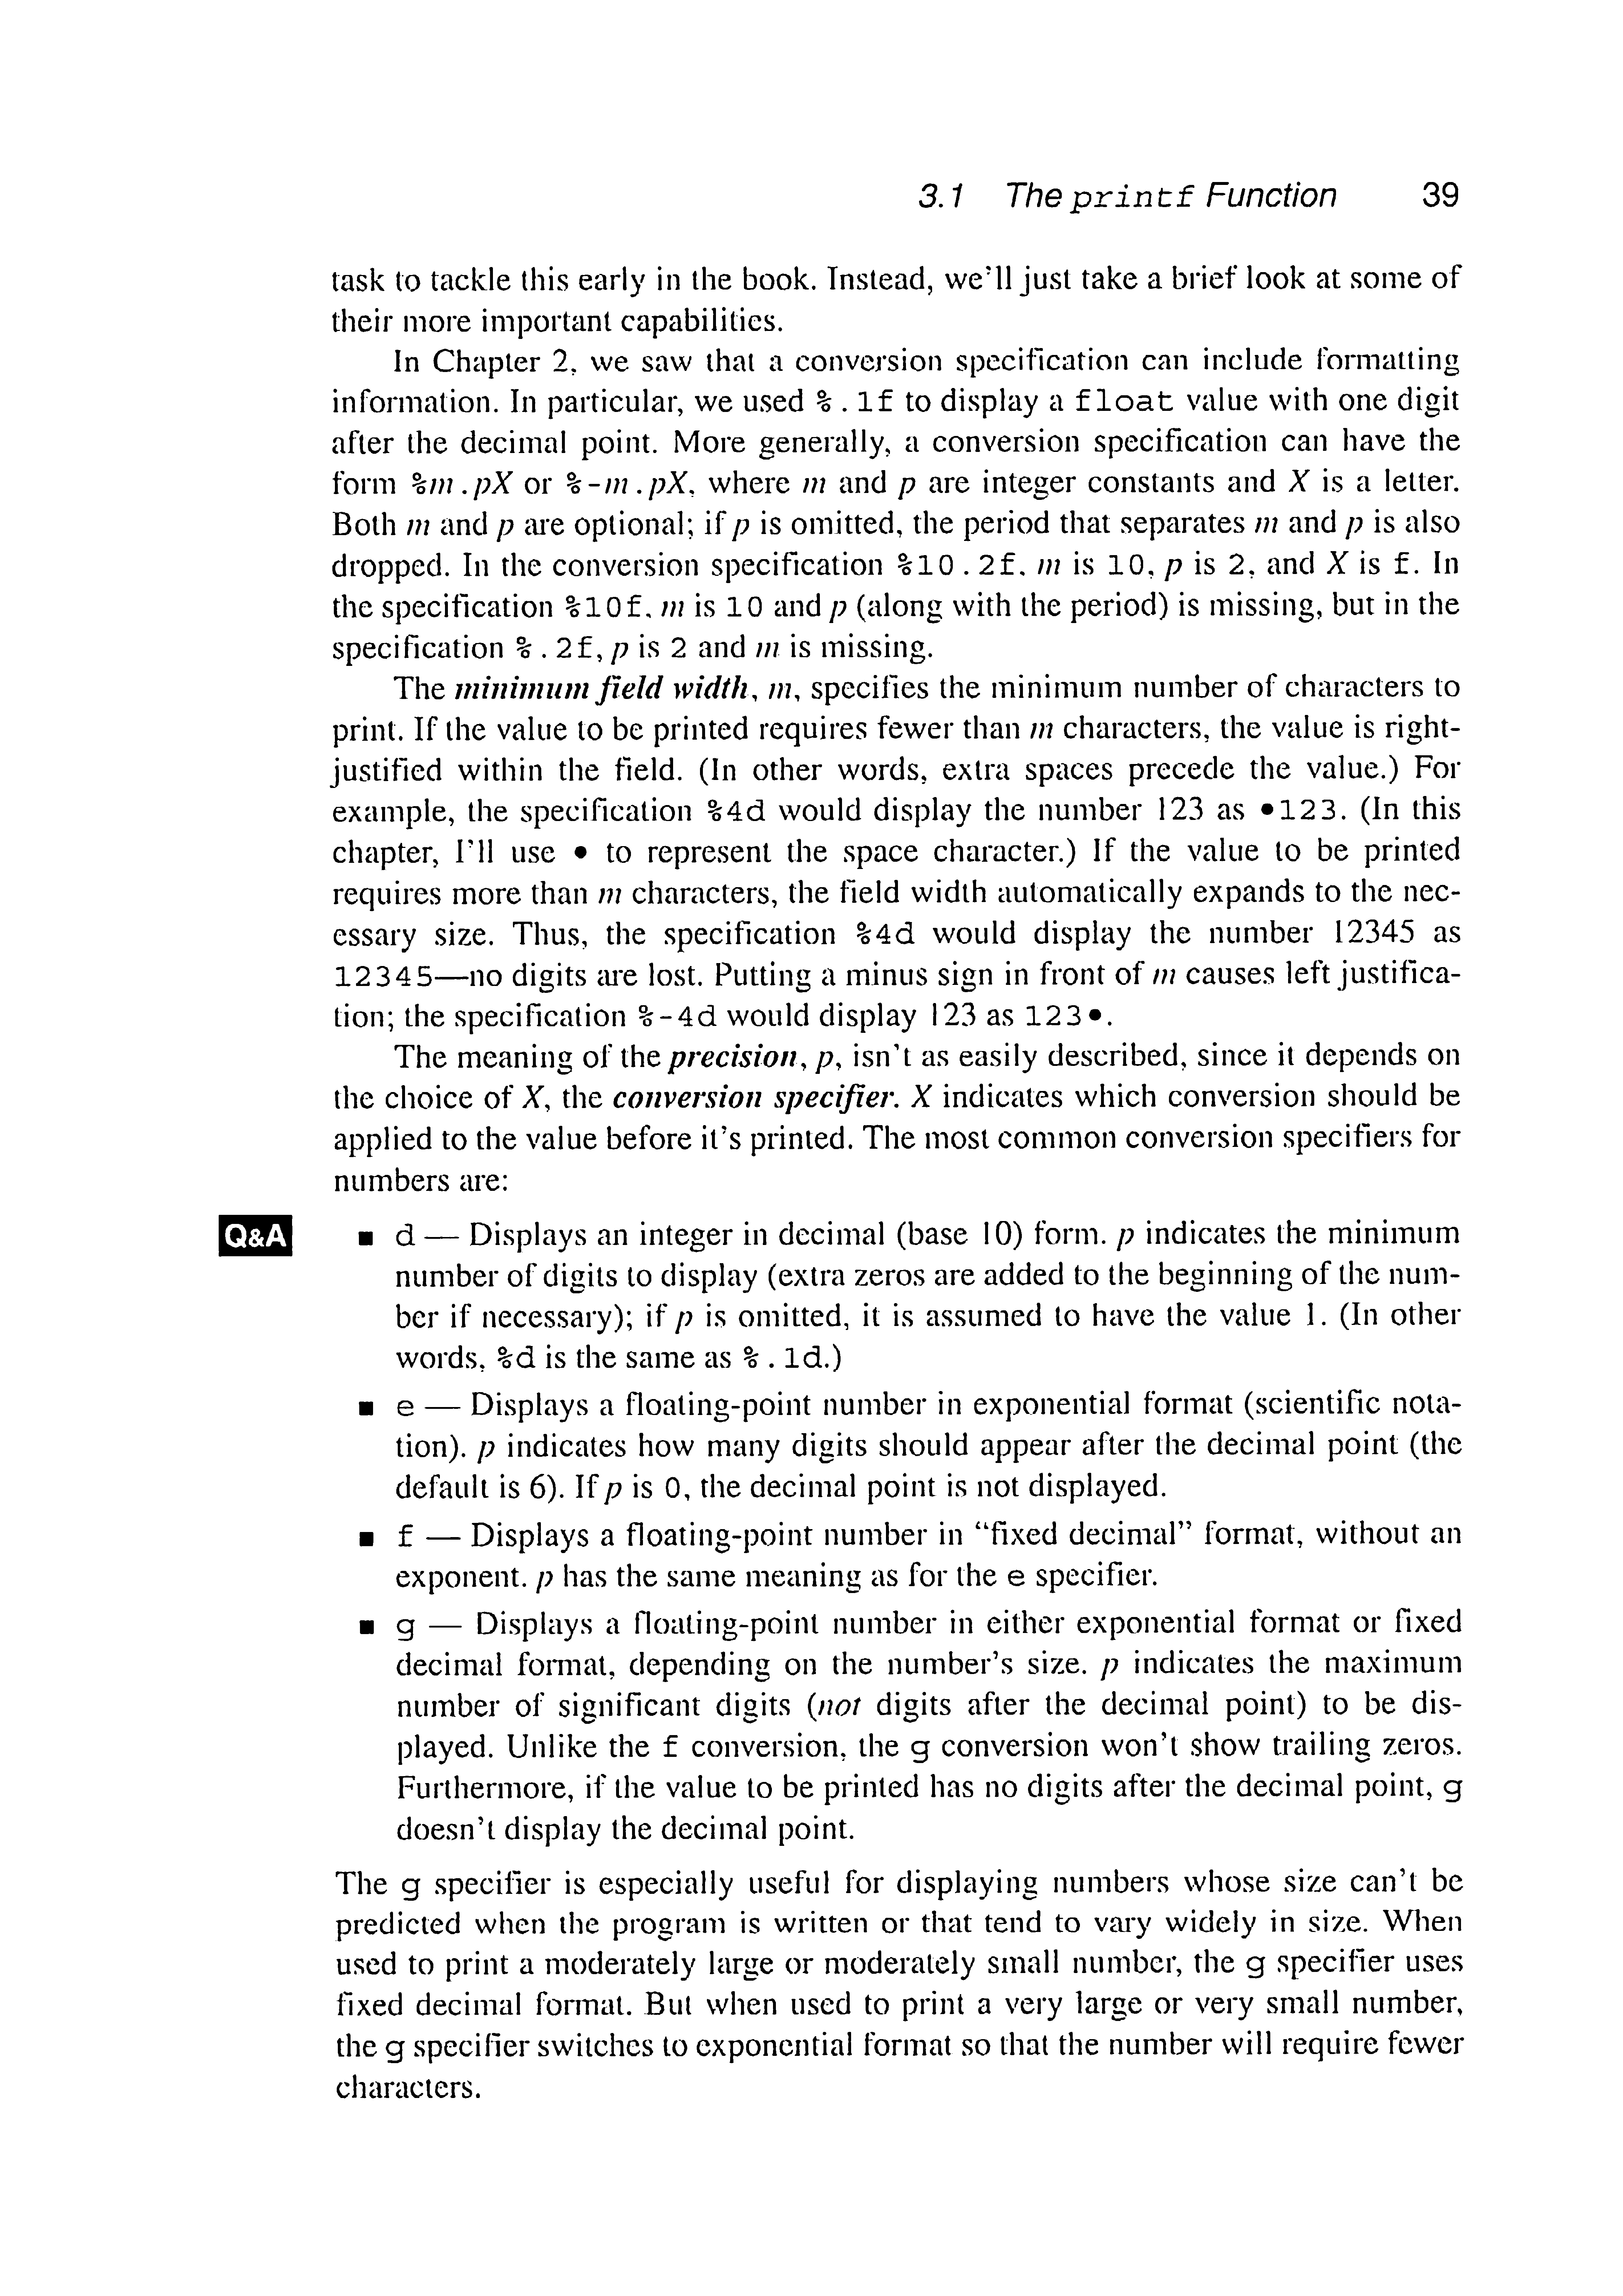 3.1 The printf Function 39
task to tackle this early in the book. Instead, we'll just take a brief look at some of
their more important capabilities.
In Chapter 2, we saw that a conversion specification can include formatting
information. In particular, we used %.1f to display a float value with one digit
after the decimal point. More generally, a conversion specification can have the
form %m.pX or %-m.pX, where m and p are integer constants and X is a letter.
Both m and p are optional; if p is omitted, the period that separates m and p is also
dropped. In the conversion specification %10.2f, m is 10, p is 2, and X is f. In
the specification %10f, m is 10 and p (along with the period) is missing, but in the
specification %.2f, p is 2 and m is missing.
The minimum field width, m, specifies the minimum number of characters to
print. If the value to be printed requires fewer than m characters, the value is right-
justified within the field. (In other words, extra spaces precede the value.) For
example, the specification %4d would display the number 123 as •123. (In this
chapter, I'll use • to represent the space character.) If the value to be printed
requires more than m characters, the field width automatically expands to the nec-
essary size. Thus, the specification %4d would display the number 12345 as
12345—no digits are lost. Putting a minus sign in front of m causes left justifica-
tion; the specification %-4d would display 123 as 123•.
The meaning of the precision, p, isn't as easily described, since it depends on
the choice of X, the conversion specifier. X indicates which conversion should be
applied to the value before it's printed. The most common conversion specifiers for
numbers are:
Q&A ■ d — Displays an integer in decimal (base 10) form. p indicates the minimum
number of digits to display (extra zeros are added to the beginning of the num-
ber if necessary); if p is omitted, it is assumed to have the value 1. (In other
words, %d is the same as %.1d.)
■ e — Displays a floating-point number in exponential format (scientific nota-
tion). p indicates how many digits should appear after the decimal point (the
default is 6). If p is 0, the decimal point is not displayed.
■ f — Displays a floating-point number in “fixed decimal” format, without an
exponent. p has the same meaning as for the e specifier.
■ g — Displays a floating-point number in either exponential format or fixed
decimal format, depending on the number's size. p indicates the maximum
number of significant digits (not digits after the decimal point) to be dis-
played. Unlike the f conversion, the g conversion won't show trailing zeros.
Furthermore, if the value to be printed has no digits after the decimal point, g
doesn't display the decimal point.
The g specifier is especially useful for displaying numbers whose size can't be
predicted when the program is written or that tend to vary widely in size. When
used to print a moderately large or moderately small number, the g specifier uses
fixed decimal format. But when used to print a very large or very small number,
the g specifier switches to exponential format so that the number will require fewer
characters.